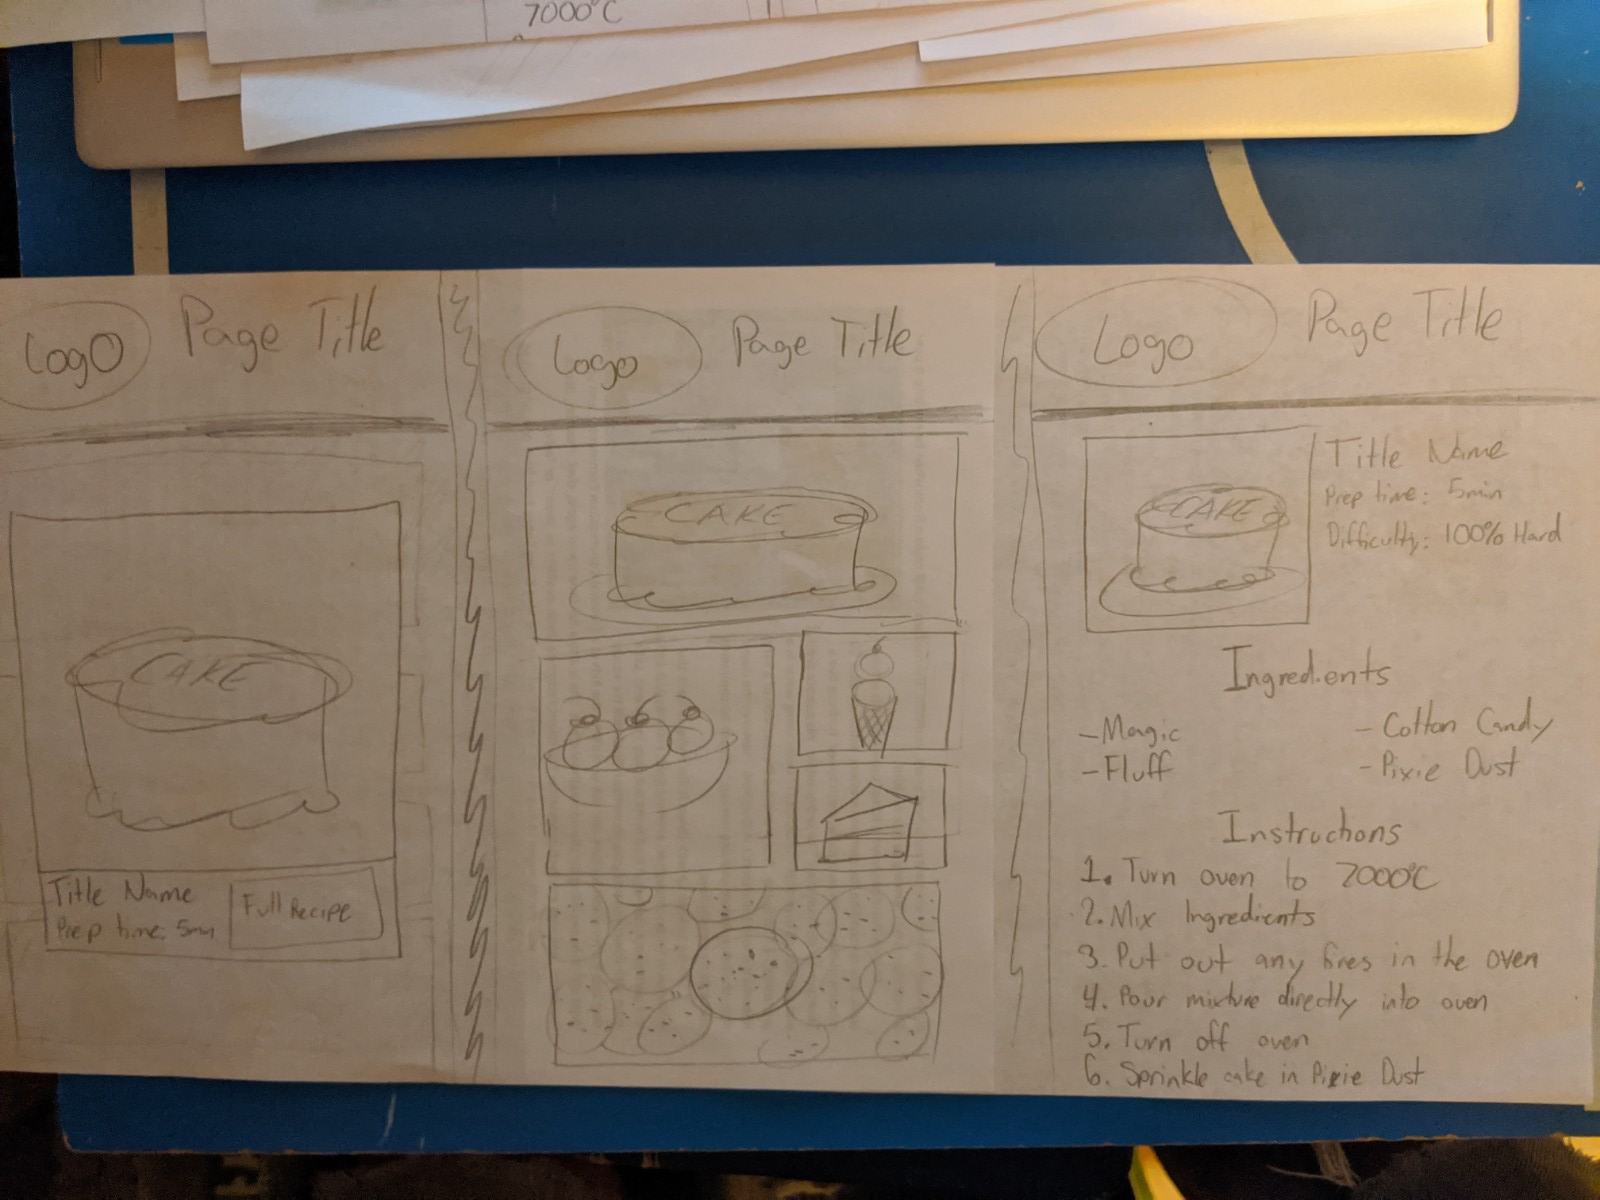 7000°C
Logo
Page Title
CAKE
Title Name
Prep time: 5min
Full Recipe
Logo
Page Title
CAKE
Logo
Page Title
CAKE
Title Name
Prep time: 5min
Difficulty: 100% Hard
Ingredients
-Magic
-Cotton Candy
-Fluff
-Pixie Dust
Instructions
1. Turn oven to 7000°C
2. Mix Ingredients
3. Put out any fires in the oven
4. Pour mixture directly into oven
5. Turn off oven
6. Sprinkle cake in Pixie Dust